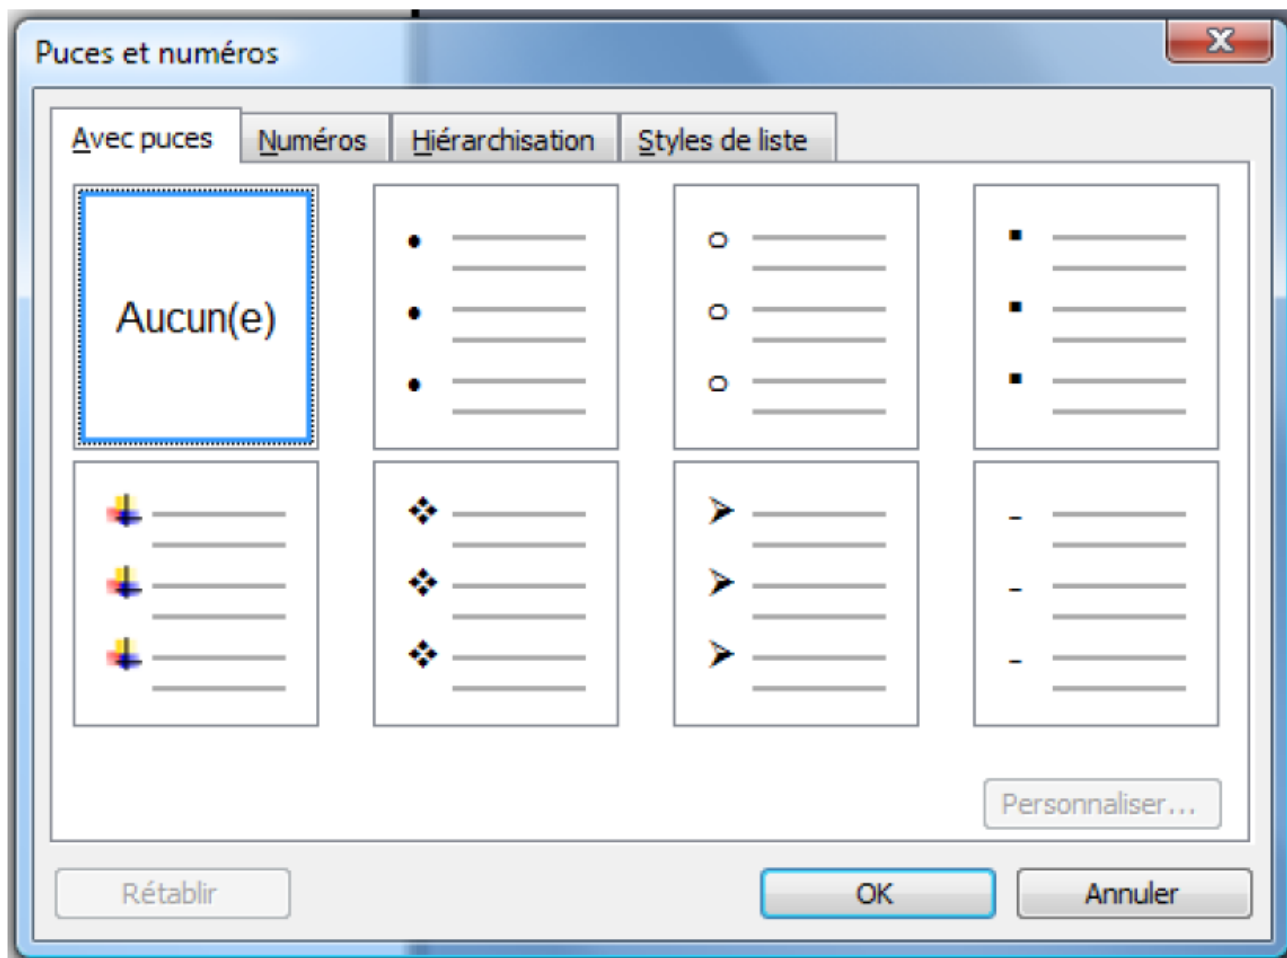 Puces et numéros
Avec puces Numéros Hiérarchisation Styles de liste
Aucun(e)
Personnaliser...
Rétablir OK Annuler